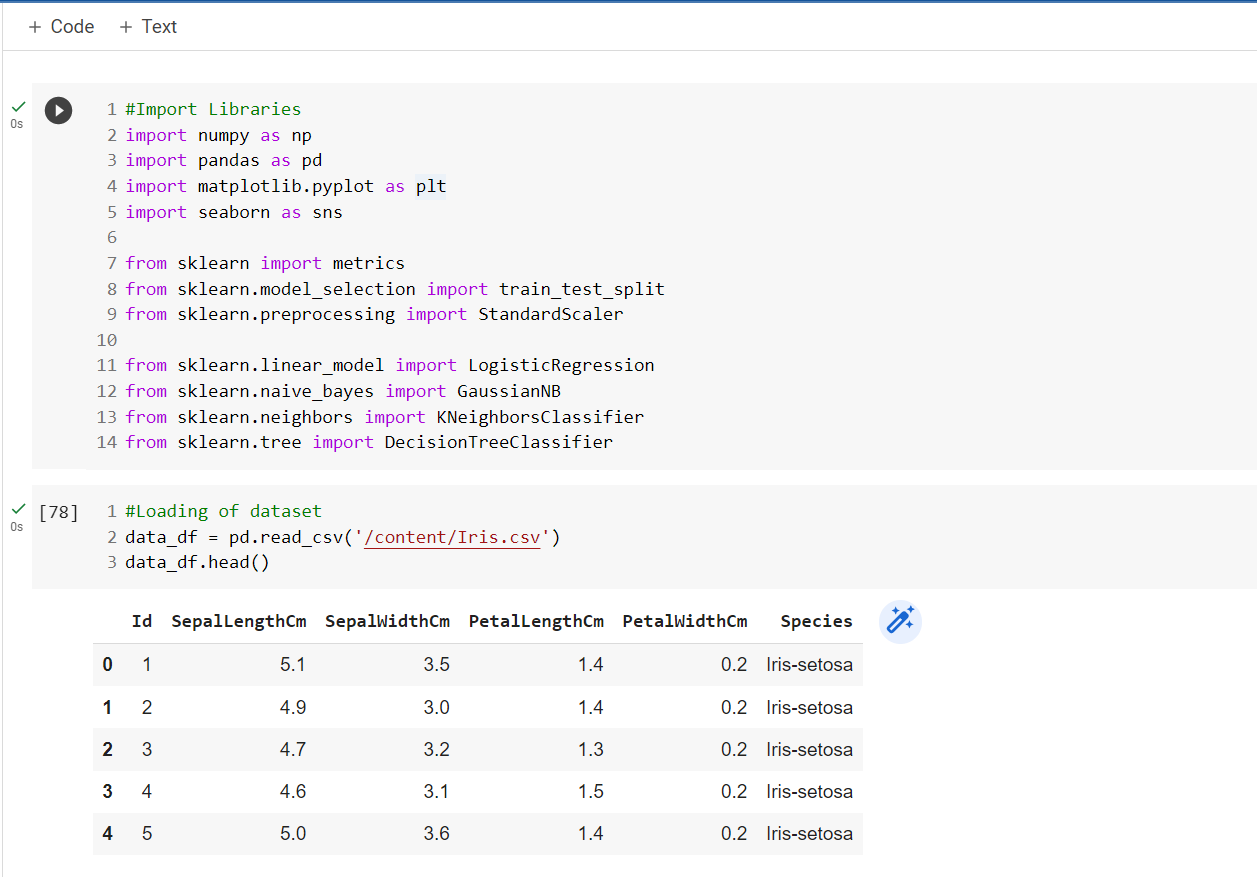 + Code + Text
0s
1 #Import Libraries
2 import numpy as np
3 import pandas as pd
4 import matplotlib.pyplot as plt
5 import seaborn as sns
6
7 from sklearn import metrics
8 from sklearn.model_selection import train_test_split
9 from sklearn.preprocessing import StandardScaler
10
11 from sklearn.linear_model import LogisticRegression
12 from sklearn.naive_bayes import GaussianNB
13 from sklearn.neighbors import KNeighborsClassifier
14 from sklearn.tree import DecisionTreeClassifier
0s
[78] 1 #Loading of dataset
2 data_df = pd.read_csv('/content/Iris.csv')
3 data_df.head()
Id SepalLengthCm SepalWidthCm PetalLengthCm PetalWidthCm Species
0 1 5.1 3.5 1.4 0.2 Iris-setosa
1 2 4.9 3.0 1.4 0.2 Iris-setosa
2 3 4.7 3.2 1.3 0.2 Iris-setosa
3 4 4.6 3.1 1.5 0.2 Iris-setosa
4 5 5.0 3.6 1.4 0.2 Iris-setosa